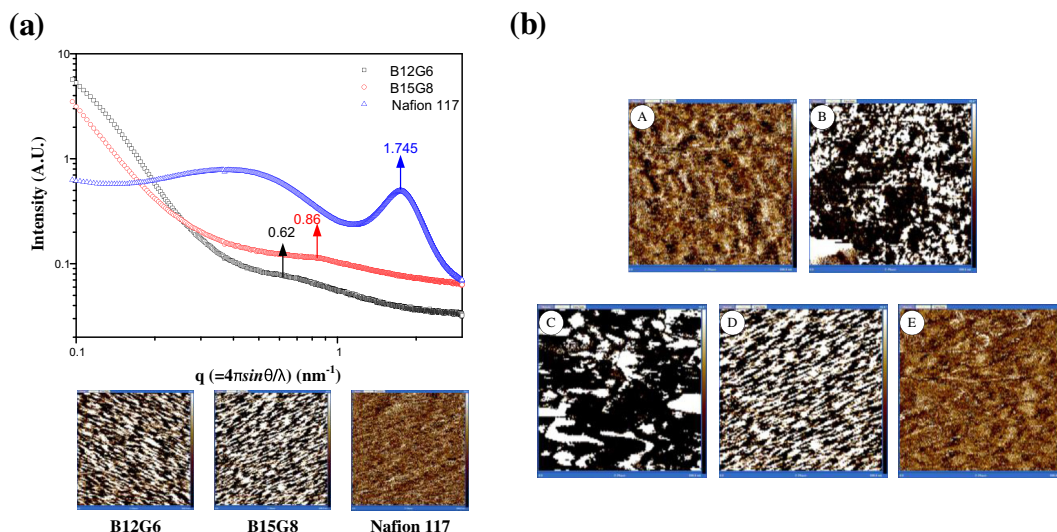 (a)
(b)
10
1
0.1
Intensity (A.U.)
B12G6
B15G8
Nafion 117
1.745
0.86
0.62
0.1
1
q (=4πsinθ/λ) (nm⁻¹)
B12G6
B15G8
Nafion 117
A
B
C
D
E